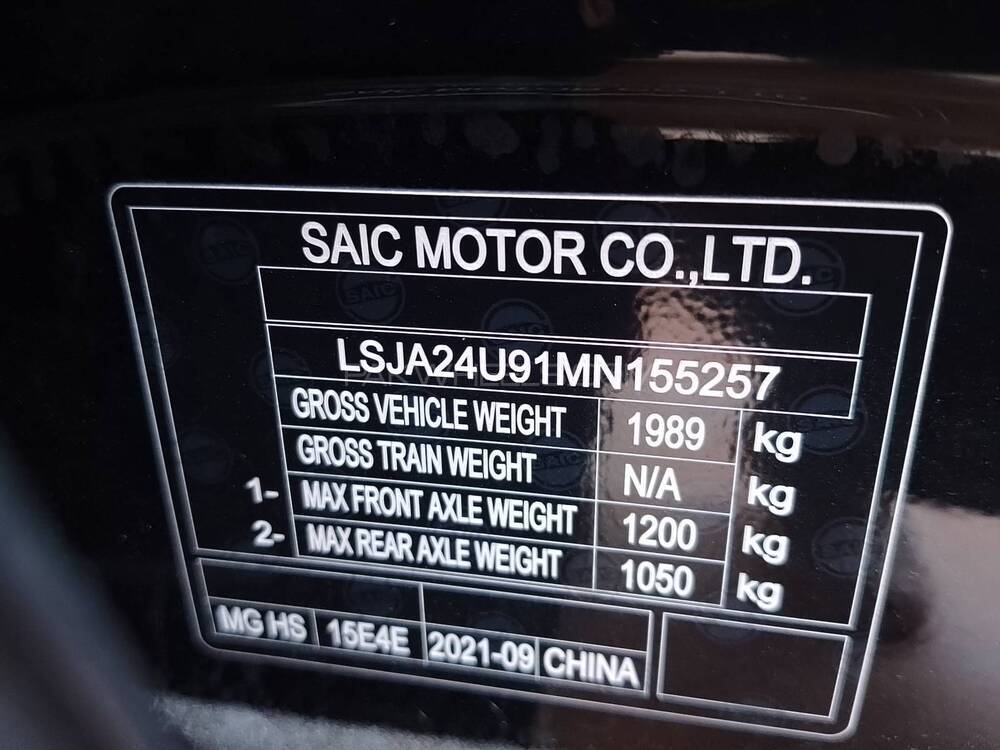 SAIC MOTOR CO.,LTD.
LSJA24U91MN155257
GROSS VEHICLE WEIGHT 1989 kg
GROSS TRAIN WEIGHT N/A kg
1- MAX FRONT AXLE WEIGHT 1200 kg
2- MAX REAR AXLE WEIGHT 1050 kg
MG HS 15E4E 2021-09 CHINA